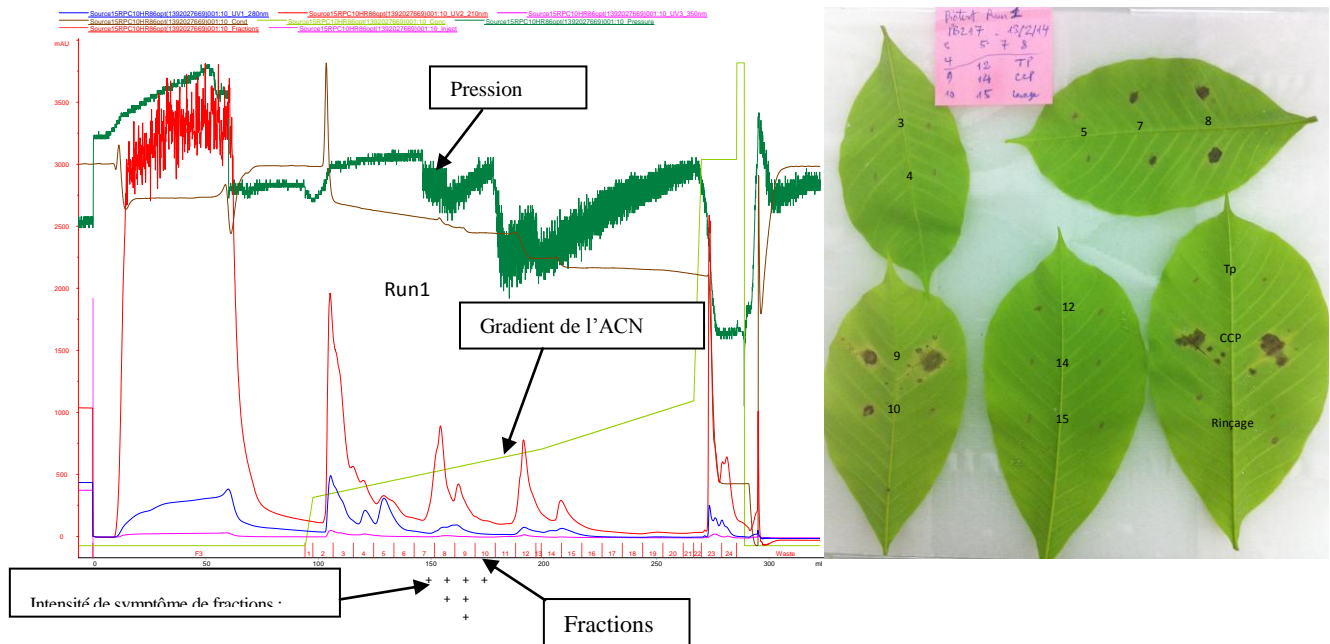 Source15RPC10HR86opt(1392027669)001:10_UV1_280nm
Source15RPC10HR86opt(1392027669)001:10_UV2_210nm
Source15RPC10HR86opt(1392027669)001:10_UV3_350nm
Source15RPC10HR86opt(1392027669)001:10_Cond
Source15RPC10HR86opt(1392027669)001:10_Conc
Source15RPC10HR86opt(1392027669)001:10_Pressure
Source15RPC10HR86opt(1392027669)001:10_Fractions
Source15RPC10HR86opt(1392027669)001:10_Inject
mAU
3500
3000
2500
2000
1500
1000
500
0
Pression
Run1
Gradient de l'ACN
F3 1 2 3 4 5 6 7 8 9 10 11 12 13 14 15 16 17 18 19 20 21 22 23 24 Waste
0 50 100 150 200 250 300 ml
+ + + +
+ +
+
Intensité de symptôme de fractions :
Fractions
Run 1
PB217 13/2/14
5 7 8
4 12 TP
9 14 CCP
10 15
3
4
5 7 8
9
10
12
14
15
Tp
CCP
Rinçage